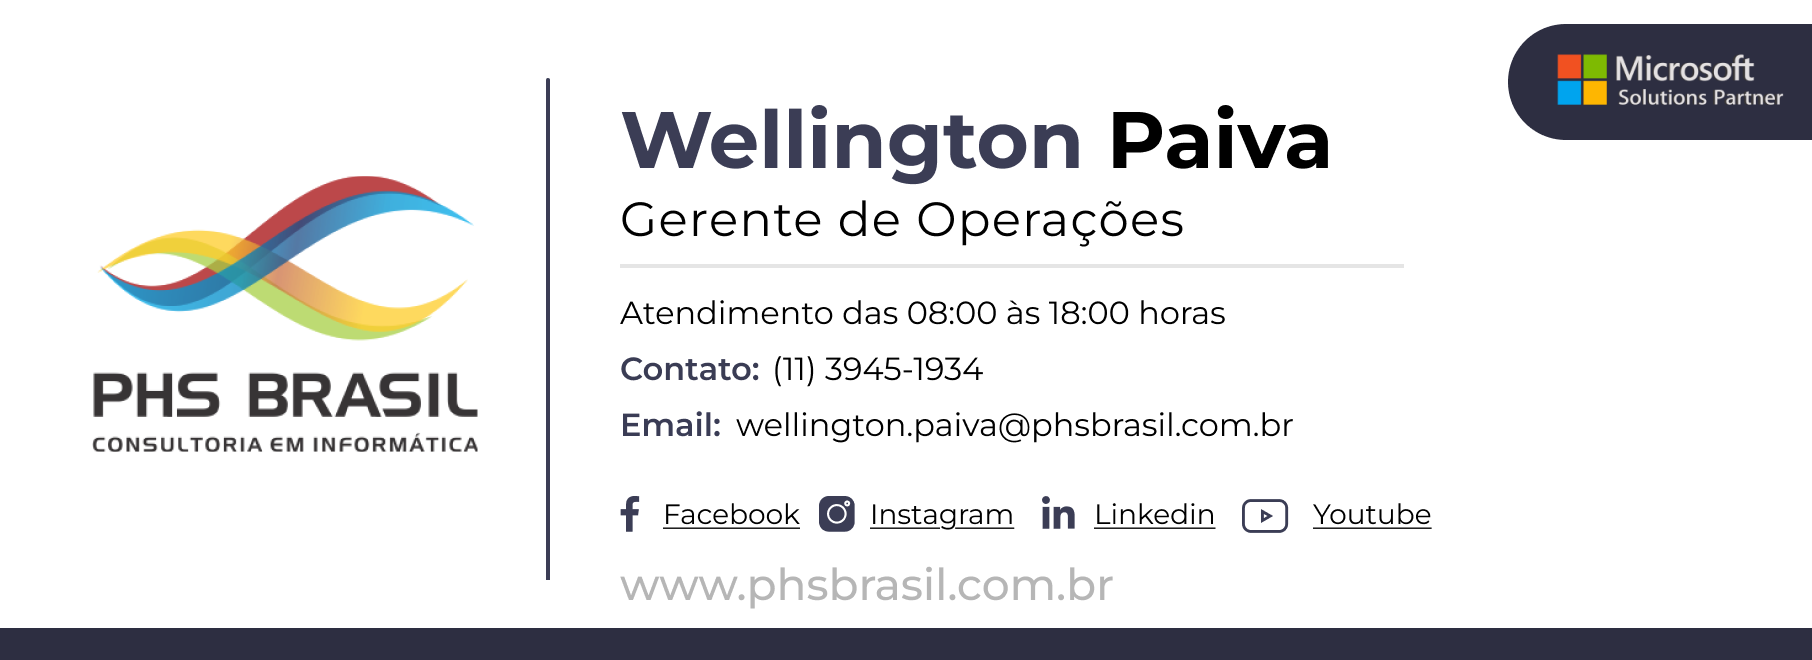 Microsoft
Solutions Partner
Wellington Paiva
Gerente de Operações
PHS BRASIL
CONSULTORIA EM INFORMÁTICA
Atendimento das 08:00 às 18:00 horas
Contato: (11) 3945-1934
Email: wellington.paiva@phsbrasil.com.br
Facebook Instagram Linkedin Youtube
www.phsbrasil.com.br